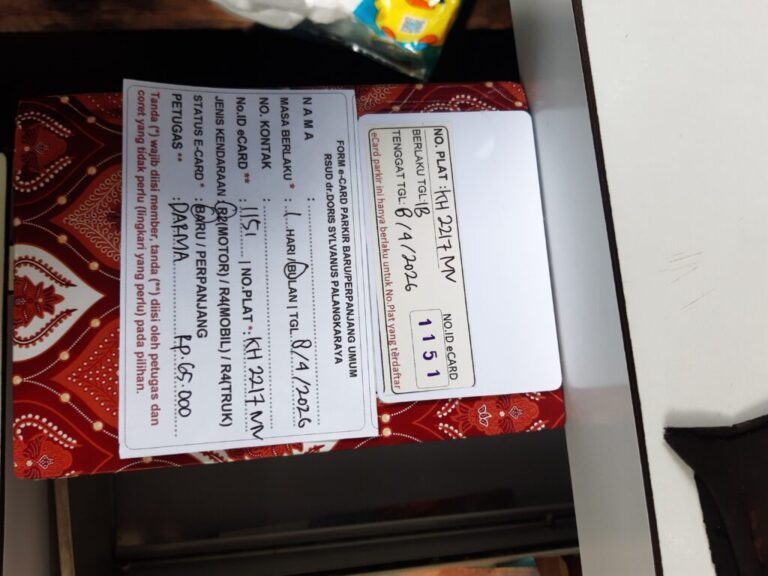 NO. PLAT : KH 2217 MV
BERLAKU TGL: 1B
TENGGAT TGL: 8/4/2026
NO.ID eCARD
1151
eCard parkir ini hanya berlaku untuk No.Plat yang terdaftar
FORM e-CARD PARKIR BARU/PERPANJANG UMUM
RSUD dr.DORIS SYLVANUS PALANGKARAYA
NAMA :
MASA BERLAKU * : 1 HARI / BULAN | TGL 8/4/2026
NO. KONTAK :
No.ID eCARD ** : 1151 | NO.PLAT * : KH 2217 MV
JENIS KENDARAAN : R2(MOTOR) / R4(MOBIL) / R4(TRUK)
STATUS E-CARD * : BARU / PERPANJANG
PETUGAS ** : DARMA Rp.65.000
Tanda (*) wajib diisi member, tanda (**) diisi oleh petugas dan
coret yang tidak perlu (lingkari yang perlu) pada pilihan.